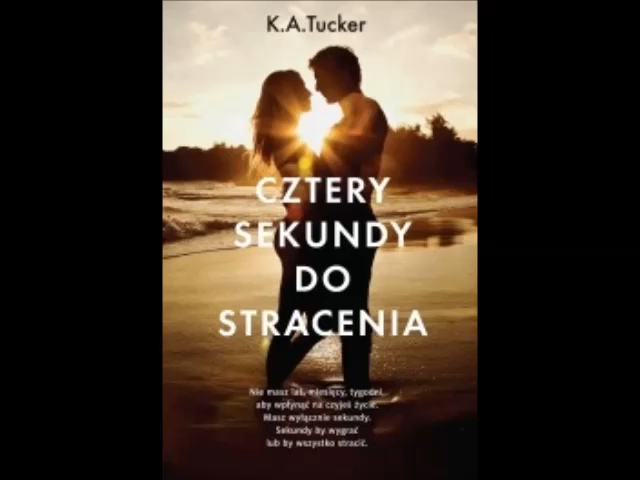 K.A.Tucker
CZTERY
SEKUNDY
DO
STRACENIA
Nie masz lat, miesięcy, tygodni,
aby wpłynąć na czyjeś życie.
Masz wyłącznie sekundy.
Sekundy by wygrać
lub by wszystko stracić.